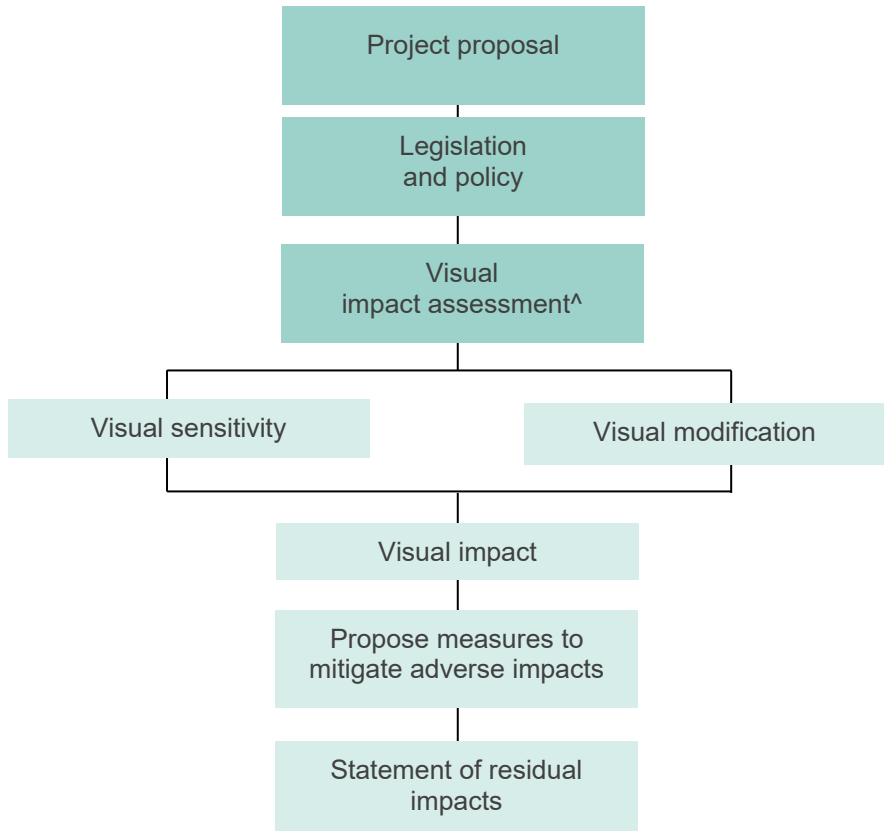 Project proposal
Legislation
and policy
Visual
impact assessment^
Visual sensitivity
Visual modification
Visual impact
Propose measures to
mitigate adverse impacts
Statement of residual
impacts